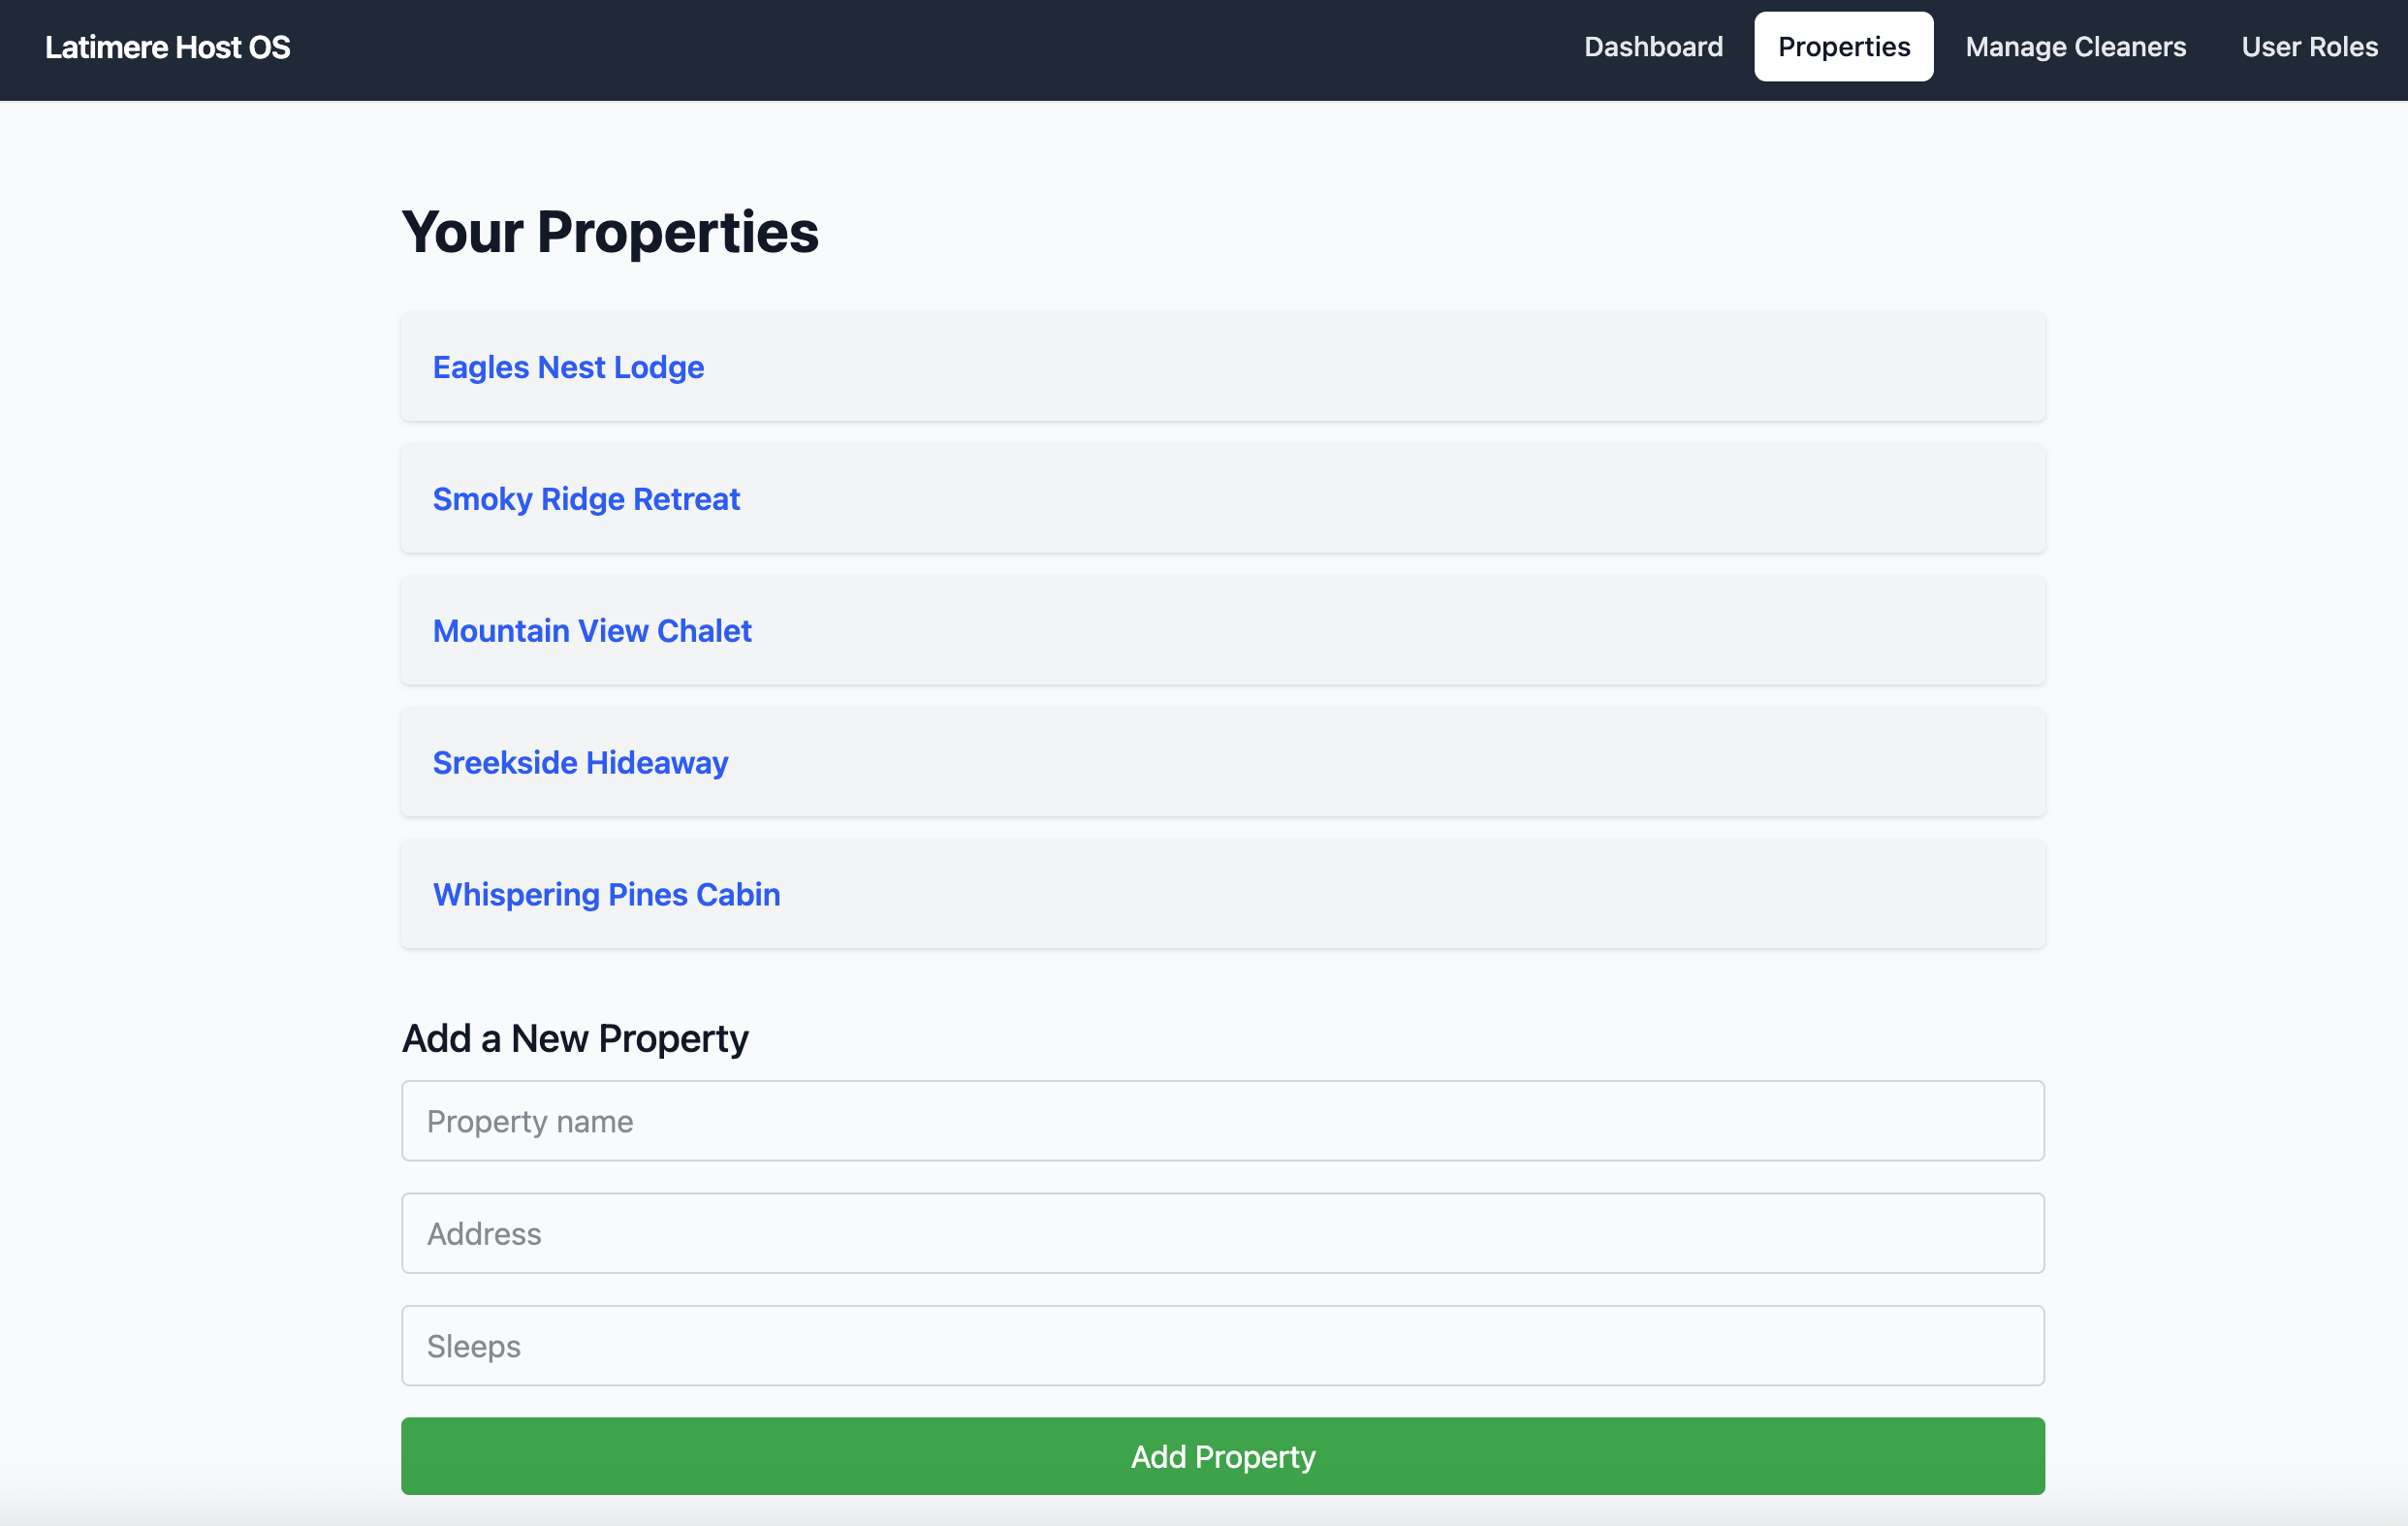 Latimere Host OS
Dashboard
Properties
Manage Cleaners
User Roles
Your Properties
Eagles Nest Lodge
Smoky Ridge Retreat
Mountain View Chalet
Sreekside Hideaway
Whispering Pines Cabin
Add a New Property
Property name
Address
Sleeps
Add Property